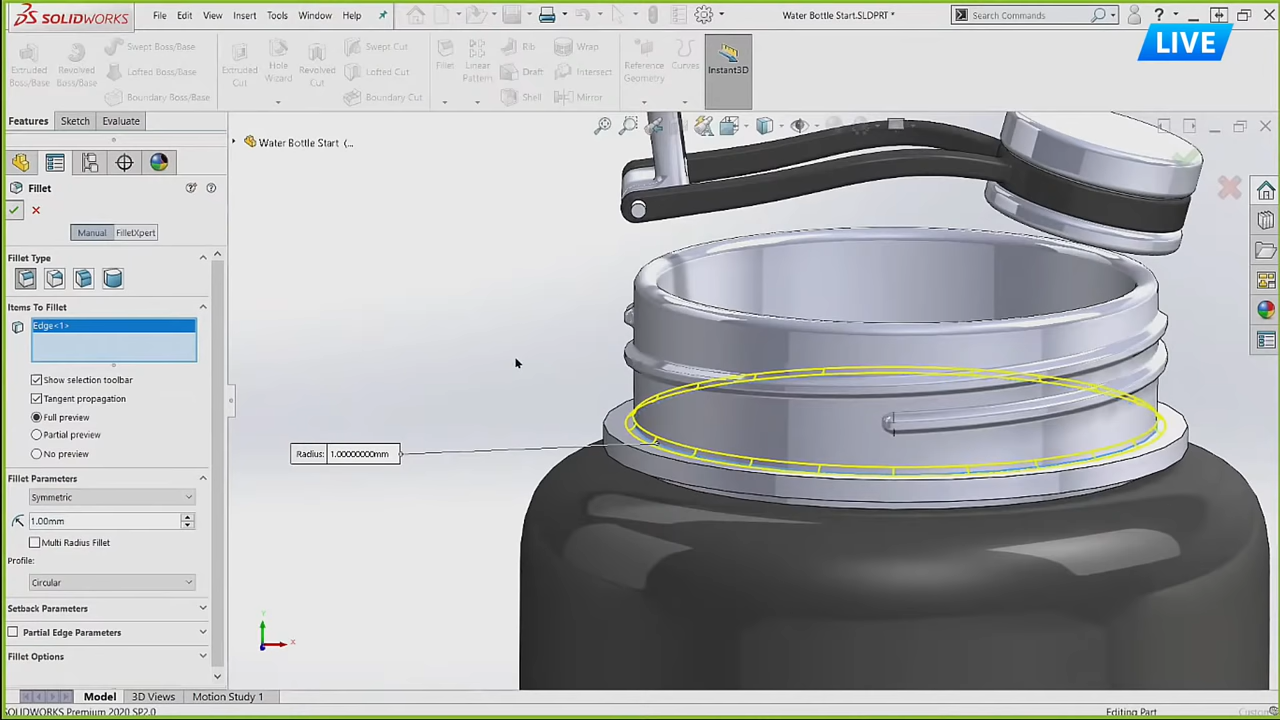 SOLIDWORKS
File Edit View Insert Tools Window Help
Water Bottle Start.SLDPRT *
Search Commands
LIVE
Extruded Boss/Base
Revolved Boss/Base
Swept Boss/Base
Lofted Boss/Base
Boundary Boss/Base
Extruded Cut
Hole Wizard
Revolved Cut
Swept Cut
Lofted Cut
Boundary Cut
Fillet
Linear Pattern
Rib
Draft
Shell
Wrap
Intersect
Mirror
Reference Geometry
Curves
Instant3D
Features Sketch Evaluate
Water Bottle Start (...
Fillet
Manual FilletXpert
Fillet Type
Items To Fillet
Edge<1>
Show selection toolbar
Tangent propagation
Full preview
Partial preview
No preview
Radius: 1.00000000mm
Fillet Parameters
Symmetric
1.00mm
Multi Radius Fillet
Profile:
Circular
Setback Parameters
Partial Edge Parameters
Fillet Options
Y
X
Model 3D Views Motion Study 1
SOLIDWORKS Premium 2020 SP2.0
Editing Part